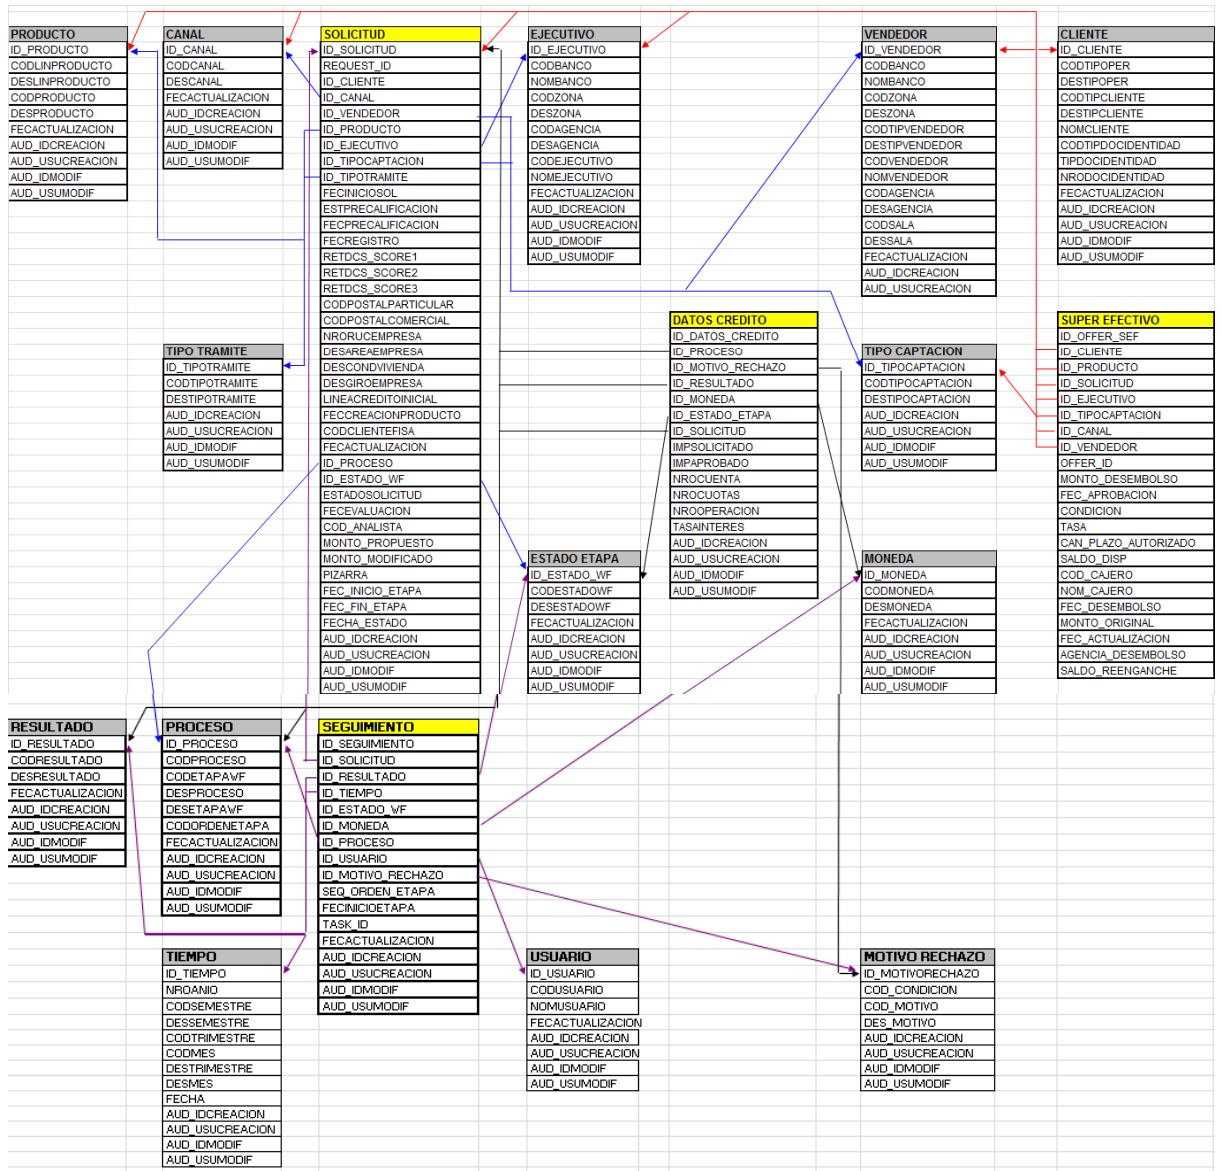 PRODUCTO
ID_PRODUCTO
CODLINPRODUCTO
DESLINPRODUCTO
CODPRODUCTO
DESPRODUCTO
FECACTUALIZACION
AUD_IDCREACION
AUD_USUCREACION
AUD_IDMODIF
AUD_USUMODIF
CANAL
ID_CANAL
CODCANAL
DESCANAL
FECACTUALIZACION
AUD_IDCREACION
AUD_USUCREACION
AUD_IDMODIF
AUD_USUMODIF
SOLICITUD
ID_SOLICITUD
REQUEST_ID
ID_CLIENTE
ID_CANAL
ID_VENDEDOR
ID_PRODUCTO
ID_EJECUTIVO
ID_TIPOCAPTACION
ID_TIPOTRAMITE
FECINICIOSOL
ESTPRECALIFICACION
FECPRECALIFICACION
FECREGISTRO
RETDCS_SCORE1
RETDCS_SCORE2
RETDCS_SCORE3
CODPOSTALPARTICULAR
CODPOSTALCOMERCIAL
NRORUCEMPRESA
DESAREAEMPRESA
DESCONDVIVIENDA
DESGIROEMPRESA
LINEACREDITOINICIAL
FECCREACIONPRODUCTO
CODCLIENTEFISA
FECACTUALIZACION
ID_PROCESO
ID_ESTADO_WF
ESTADOSOLICITUD
FECEVALUACION
COD_ANALISTA
MONTO_PROPUESTO
MONTO_MODIFICADO
PIZARRA
FEC_INICIO_ETAPA
FEC_FIN_ETAPA
FECHA_ESTADO
AUD_IDCREACION
AUD_USUCREACION
AUD_IDMODIF
AUD_USUMODIF
EJECUTIVO
ID_EJECUTIVO
CODBANCO
NOMBANCO
CODZONA
DESZONA
CODAGENCIA
DESAGENCIA
CODEJECUTIVO
NOMEJECUTIVO
FECACTUALIZACION
AUD_IDCREACION
AUD_USUCREACION
AUD_IDMODIF
AUD_USUMODIF
VENDEDOR
ID_VENDEDOR
CODBANCO
NOMBANCO
CODZONA
DESZONA
CODTIPVENDEDOR
DESTIPVENDEDOR
CODVENDEDOR
NOMVENDEDOR
CODAGENCIA
DESAGENCIA
CODSALA
DESSALA
FECACTUALIZACION
AUD_IDCREACION
AUD_USUCREACION
CLIENTE
ID_CLIENTE
CODTIPOPER
DESTIPOPER
CODTIPCLIENTE
DESTIPCLIENTE
NOMCLIENTE
CODTIPDOCIDENTIDAD
TIPDOCIDENTIDAD
NRODOCIDENTIDAD
FECACTUALIZACION
AUD_IDCREACION
AUD_USUCREACION
AUD_IDMODIF
AUD_USUMODIF
TIPO TRAMITE
ID_TIPOTRAMITE
CODTIPOTRAMITE
DESTIPOTRAMITE
AUD_IDCREACION
AUD_USUCREACION
AUD_IDMODIF
AUD_USUMODIF
DATOS CREDITO
ID_DATOS_CREDITO
ID_PROCESO
ID_MOTIVO_RECHAZO
ID_RESULTADO
ID_MONEDA
ID_ESTADO_ETAPA
ID_SOLICITUD
IMPSOLICITADO
IMPAPROBADO
NROCUENTA
NROCUOTAS
NROOPERACION
TASAINTERES
AUD_IDCREACION
AUD_USUCREACION
AUD_IDMODIF
AUD_USUMODIF
TIPO CAPTACION
ID_TIPOCAPTACION
CODTIPOCAPTACION
DESTIPOCAPTACION
AUD_IDCREACION
AUD_USUCREACION
AUD_IDMODIF
AUD_USUMODIF
SUPER EFECTIVO
ID_OFFER_SEF
ID_CLIENTE
ID_PRODUCTO
ID_SOLICITUD
ID_EJECUTIVO
ID_TIPOCAPTACION
ID_CANAL
ID_VENDEDOR
OFFER_ID
MONTO_DESEMBOLSO
FEC_APROBACION
CONDICION
TASA
CAN_PLAZO_AUTORIZADO
SALDO_DISP
COD_CAJERO
NOM_CAJERO
FEC_DESEMBOLSO
MONTO_ORIGINAL
FEC_ACTUALIZACION
AGENCIA_DESEMBOLSO
SALDO_REENGANCHE
ESTADO ETAPA
ID_ESTADO_WF
CODESTADOWF
DESESTADOWF
FECACTUALIZACION
AUD_IDCREACION
AUD_USUCREACION
AUD_IDMODIF
AUD_USUMODIF
MONEDA
ID_MONEDA
CODMONEDA
DESMONEDA
FECACTUALIZACION
AUD_IDCREACION
AUD_USUCREACION
AUD_IDMODIF
AUD_USUMODIF
RESULTADO
ID_RESULTADO
CODRESULTADO
DESRESULTADO
FECACTUALIZACION
AUD_IDCREACION
AUD_USUCREACION
AUD_IDMODIF
AUD_USUMODIF
PROCESO
ID_PROCESO
CODPROCESO
CODETAPAWF
DESPROCESO
DESETAPAWF
CODORDENETAPA
FECACTUALIZACION
AUD_IDCREACION
AUD_USUCREACION
AUD_IDMODIF
AUD_USUMODIF
SEGUIMIENTO
ID_SEGUIMIENTO
ID_SOLICITUD
ID_RESULTADO
ID_TIEMPO
ID_ESTADO_WF
ID_MONEDA
ID_PROCESO
ID_USUARIO
ID_MOTIVO_RECHAZO
SEQ_ORDEN_ETAPA
FECINICIOETAPA
TASK_ID
FECACTUALIZACION
AUD_IDCREACION
AUD_USUCREACION
AUD_IDMODIF
AUD_USUMODIF
TIEMPO
ID_TIEMPO
NROANIO
CODSEMESTRE
DESSEMESTRE
CODTRIMESTRE
CODMES
DESTRIMESTRE
DESMES
FECHA
AUD_IDCREACION
AUD_USUCREACION
AUD_IDMODIF
AUD_USUMODIF
USUARIO
ID_USUARIO
CODUSUARIO
NOMUSUARIO
FECACTUALIZACION
AUD_IDCREACION
AUD_USUCREACION
AUD_IDMODIF
AUD_USUMODIF
MOTIVO RECHAZO
ID_MOTIVORECHAZO
COD_CONDICION
COD_MOTIVO
DES_MOTIVO
AUD_IDCREACION
AUD_USUCREACION
AUD_IDMODIF
AUD_USUMODIF